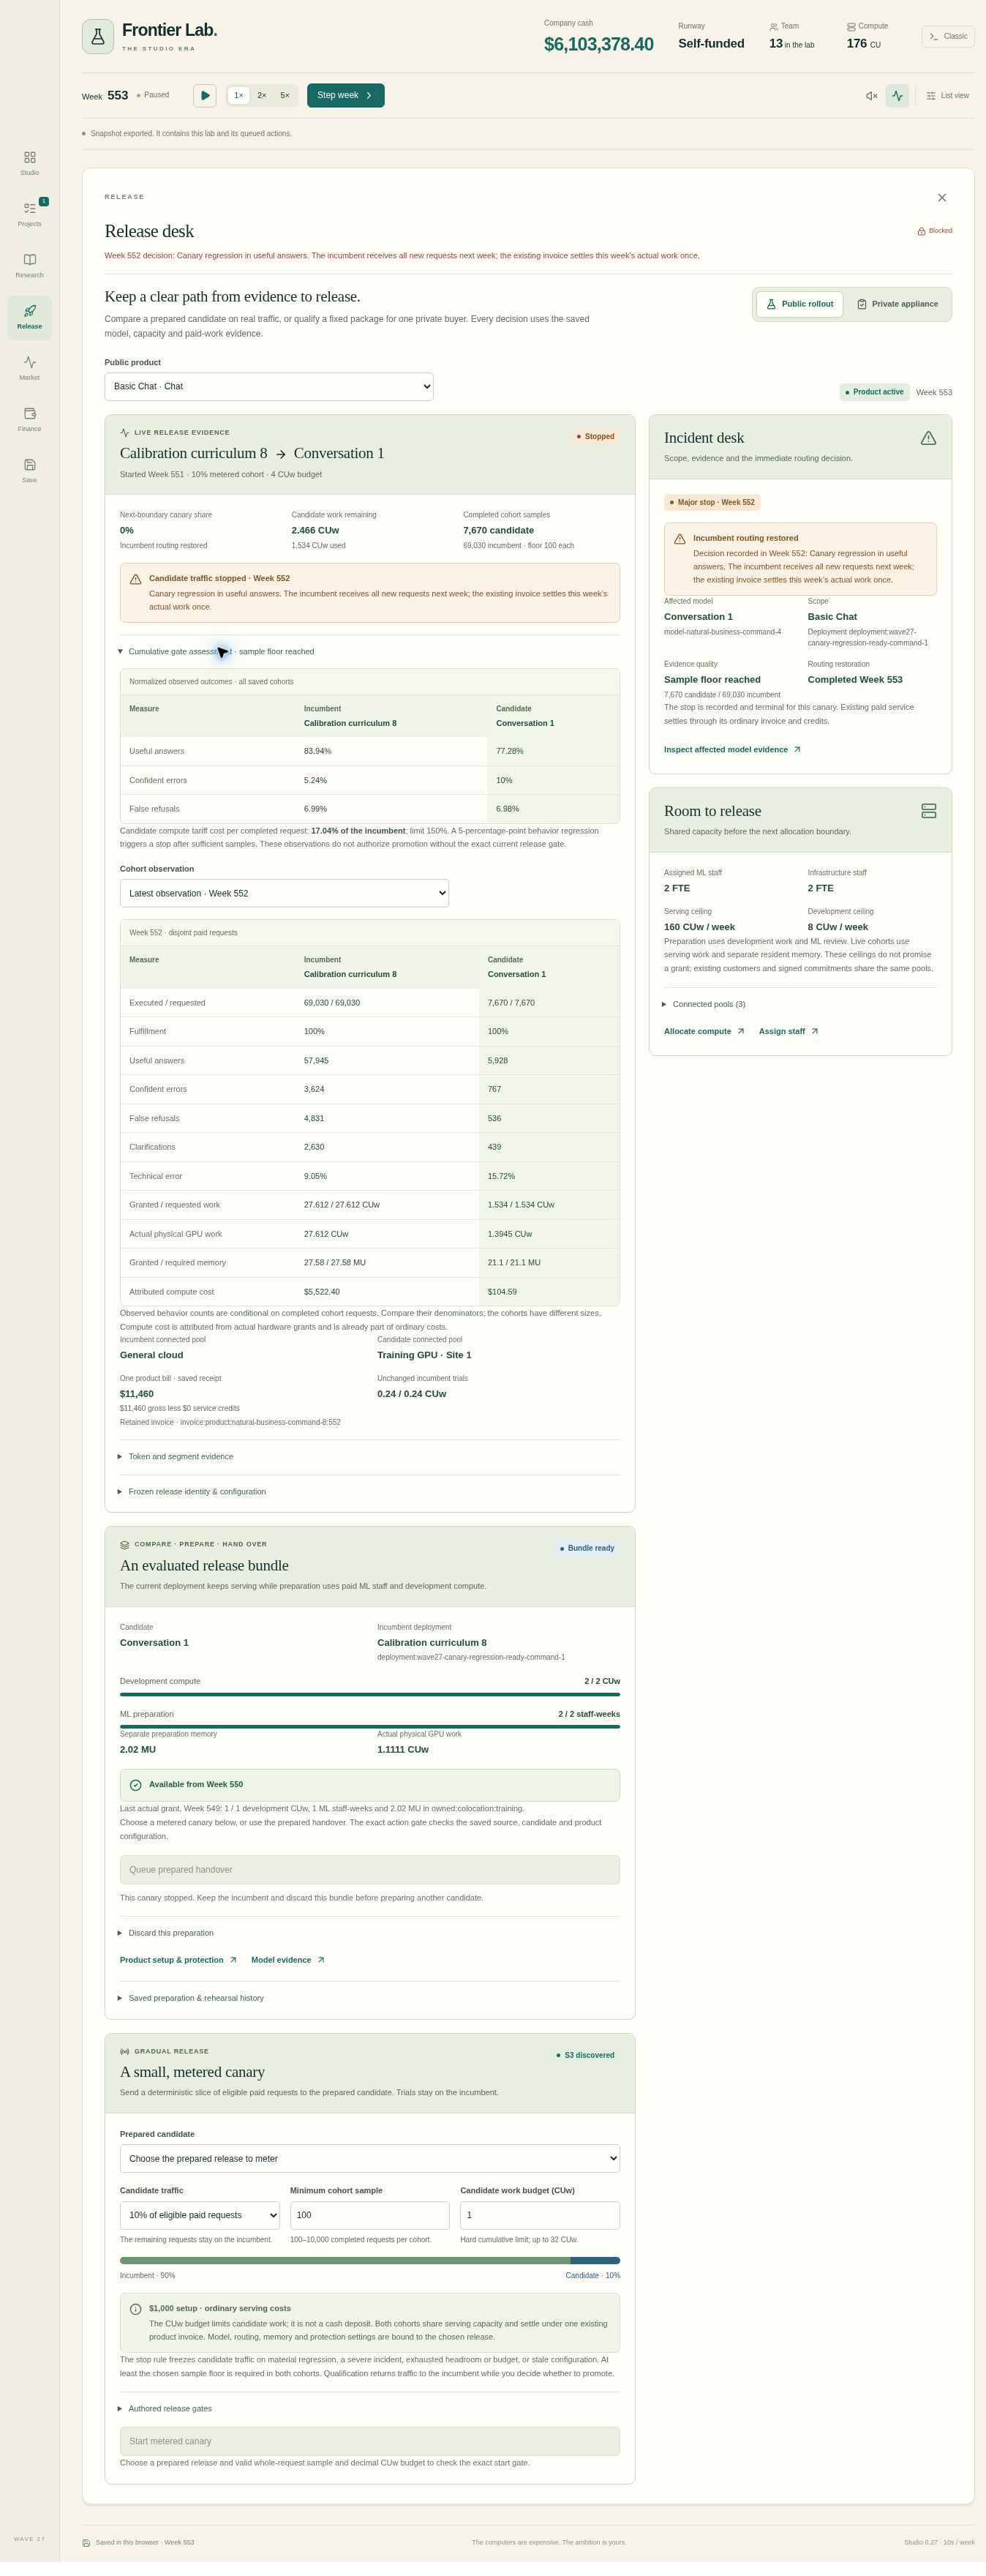 Frontier Lab.
THE STUDIO ERA
Company cash
$6,103,378.40
Runway
Self-funded
Team
13 in the lab
Compute
176 CU
Classic
Week 553
Paused
1×
2×
5×
Step week
List view
Snapshot exported. It contains this lab and its queued actions.
Studio
Projects
1
Research
Release
Market
Finance
Save
WAVE 27
RELEASE
Release desk
Blocked
Week 552 decision: Canary regression in useful answers. The incumbent receives all new requests next week; the existing invoice settles this week's actual work once.
Keep a clear path from evidence to release.
Compare a prepared candidate on real traffic, or qualify a fixed package for one private buyer. Every decision uses the saved
model, capacity and paid-work evidence.
Public rollout
Private appliance
Public product
Basic Chat · Chat
Product active
Week 553
LIVE RELEASE EVIDENCE
Stopped
Calibration curriculum 8 → Conversation 1
Started Week 551 · 10% metered cohort · 4 CUw budget
Next-boundary canary share
0%
Incumbent routing restored
Candidate work remaining
2.466 CUw
1.534 CUw used
Completed cohort samples
7,670 candidate
69,030 incumbent · floor 100 each
Candidate traffic stopped · Week 552
Canary regression in useful answers. The incumbent receives all new requests next week; the existing invoice settles this week's
actual work once.
Cumulative gate assessment · sample floor reached
Normalized observed outcomes · all saved cohorts
Measure
Incumbent
Calibration curriculum 8
Candidate
Conversation 1
Useful answers 83.94% 77.28%
Confident errors 5.24% 10%
False refusals 6.99% 6.98%
Candidate compute tariff cost per completed request: 17.04% of the incumbent; limit 150%. A 5-percentage-point behavior regression
triggers a stop after sufficient samples. These observations do not authorize promotion without the exact current release gate.
Cohort observation
Latest observation · Week 552
Week 552 · disjoint paid requests
Measure
Incumbent
Calibration curriculum 8
Candidate
Conversation 1
Executed / requested 69,030 / 69,030 7,670 / 7,670
Fulfillment 100% 100%
Useful answers 57,945 5,928
Confident errors 3,624 767
False refusals 4,831 536
Clarifications 2,630 439
Technical error 9.05% 15.72%
Granted / requested work 27.612 / 27.612 CUw 1.534 / 1.534 CUw
Actual physical GPU work 27.612 CUw 1.3945 CUw
Granted / required memory 27.58 / 27.58 MU 21.1 / 21.1 MU
Attributed compute cost $5,522.40 $104.59
Observed behavior counts are conditional on completed cohort requests. Compare their denominators; the cohorts have different sizes.
Compute cost is attributed from actual hardware grants and is already part of ordinary costs.
Incumbent connected pool
General cloud
Candidate connected pool
Training GPU · Site 1
One product bill · saved receipt
$11,460
$11,460 gross less $0 service credits
Retained invoice · invoice:product:natural-business-command-8:552
Unchanged incumbent trials
0.24 / 0.24 CUw
Token and segment evidence
Frozen release identity & configuration
Incident desk
Scope, evidence and the immediate routing decision.
Major stop · Week 552
Incumbent routing restored
Decision recorded in Week 552: Canary regression in useful
answers. The incumbent receives all new requests next week;
the existing invoice settles this week's actual work once.
Affected model
Conversation 1
model-natural-business-command-4
Scope
Basic Chat
Deployment deployment:wave27-
canary-regression-ready-command-1
Evidence quality
Sample floor reached
7,670 candidate / 69,030 incumbent
Routing restoration
Completed Week 553
The stop is recorded and terminal for this canary. Existing paid service
settles through its ordinary invoice and credits.
Inspect affected model evidence
Room to release
Shared capacity before the next allocation boundary.
Assigned ML staff
2 FTE
Infrastructure staff
2 FTE
Serving ceiling
160 CUw / week
Development ceiling
8 CUw / week
Preparation uses development work and ML review. Live cohorts use
serving work and separate resident memory. These ceilings do not promise
a grant; existing customers and signed commitments share the same pools.
Connected pools (3)
Allocate compute
Assign staff
COMPARE · PREPARE · HAND OVER
Bundle ready
An evaluated release bundle
The current deployment keeps serving while preparation uses paid ML staff and development compute.
Candidate
Conversation 1
Incumbent deployment
Calibration curriculum 8
deployment:wave27-canary-regression-ready-command-1
Development compute 2 / 2 CUw
ML preparation 2 / 2 staff-weeks
Separate preparation memory
2.02 MU
Actual physical GPU work
1.1111 CUw
Available from Week 550
Last actual grant, Week 549: 1 / 1 development CUw, 1 ML staff-weeks and 2.02 MU in owned:colocation:training.
Choose a metered canary below, or use the prepared handover. The exact action gate checks the saved source, candidate and product
configuration.
Queue prepared handover
This canary stopped. Keep the incumbent and discard this bundle before preparing another candidate.
Discard this preparation
Product setup & protection
Model evidence
Saved preparation & rehearsal history
GRADUAL RELEASE
S3 discovered
A small, metered canary
Send a deterministic slice of eligible paid requests to the prepared candidate. Trials stay on the incumbent.
Prepared candidate
Choose the prepared release to meter
Candidate traffic
10% of eligible paid requests
The remaining requests stay on the incumbent.
Minimum cohort sample
100
100–10,000 completed requests per cohort.
Candidate work budget (CUw)
1
Hard cumulative limit; up to 32 CUw.
Incumbent · 90%
Candidate · 10%
$1,000 setup · ordinary serving costs
The CUw budget limits candidate work; it is not a cash deposit. Both cohorts share serving capacity and settle under one existing
product invoice. Model, routing, memory and protection settings are bound to the chosen release.
The stop rule freezes candidate traffic on material regression, a severe incident, exhausted headroom or budget, or stale configuration. At
least the chosen sample floor is required in both cohorts. Qualification returns traffic to the incumbent while you decide whether to promote.
Authored release gates
Start metered canary
Choose a prepared release and valid whole-request sample and decimal CUw budget to check the exact start gate.
Saved in this browser · Week 553
The computers are expensive. The ambition is yours.
Studio 0.27 · 10s / week